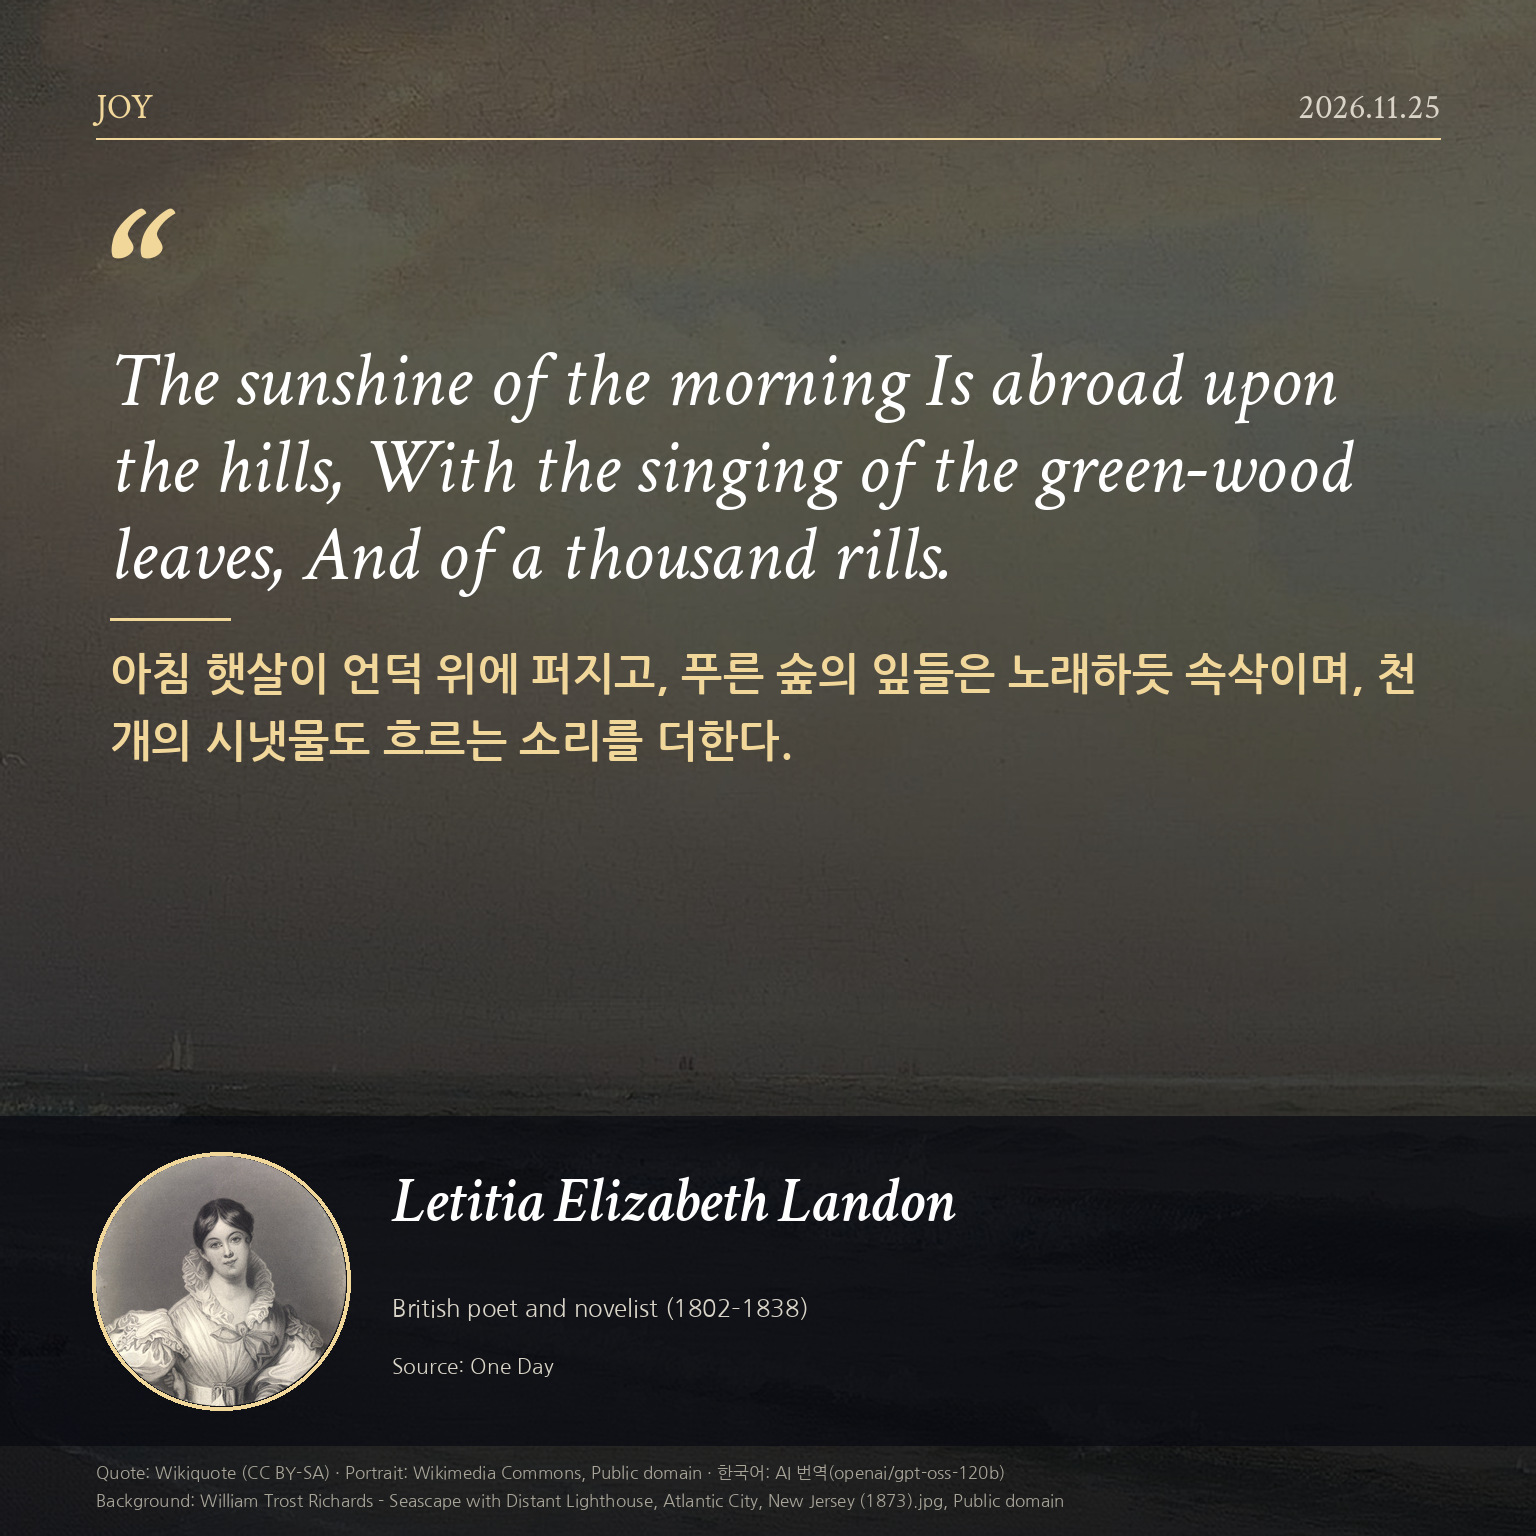 JOY
2026.11.25
“
The sunshine of the morning Is abroad upon
the hills, With the singing of the green-wood
leaves, And of a thousand rills.
아침 햇살이 언덕 위에 퍼지고, 푸른 숲의 잎들은 노래하듯 속삭이며, 천
개의 시냇물도 흐르는 소리를 더한다.
Letitia Elizabeth Landon
British poet and novelist (1802-1838)
Source: One Day
Quote: Wikiquote (CC BY-SA) · Portrait: Wikimedia Commons, Public domain · 한국어: AI 번역(openai/gpt-oss-120b)
Background: William Trost Richards - Seascape with Distant Lighthouse, Atlantic City, New Jersey (1873).jpg, Public domain